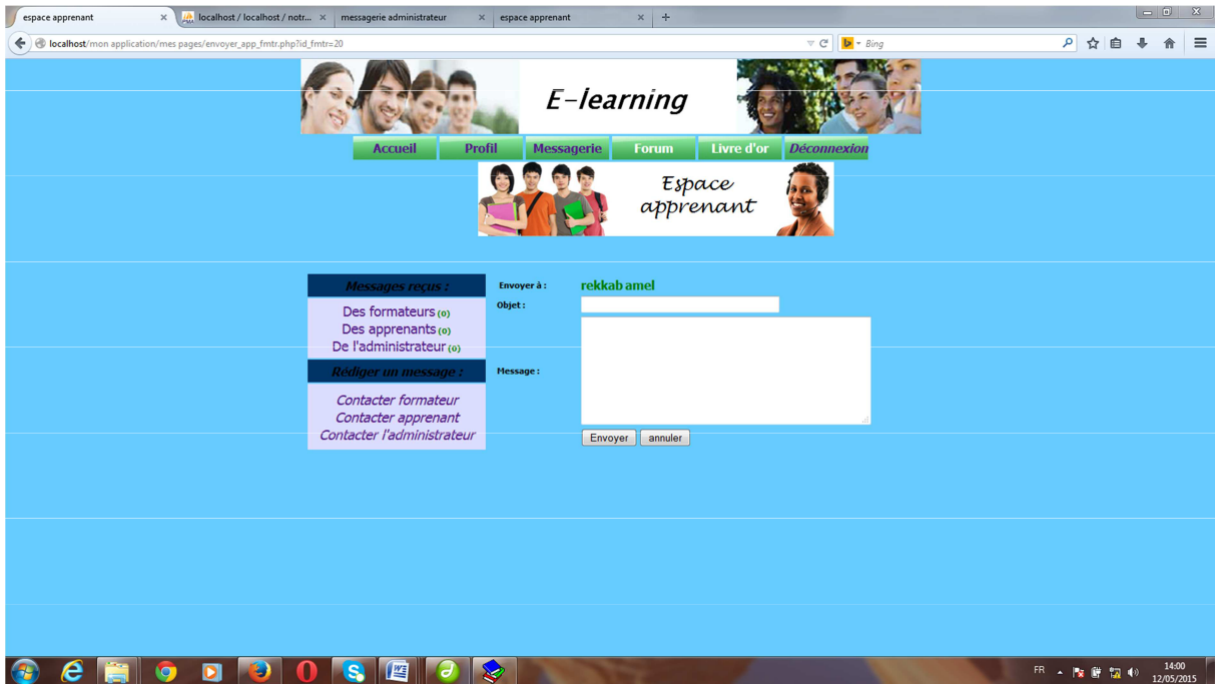 espace apprenant
localhost / localhost / notr...
messagerie administrateur
espace apprenant
localhost/mon application/mes pages/envoyer_app_fmtr.php?id_fmtr=20
Bing
E-learning
Accueil
Profil
Messagerie
Forum
Livre d'or
Déconnexion
Espace
apprenant
Messages reçus :
Des formateurs (0)
Des apprenants (0)
De l'administrateur (0)
Rédiger un message :
Contacter formateur
Contacter apprenant
Contacter l'administrateur
Envoyer à :
rekkab amel
Objet :
Message :
Envoyer
annuler
FR
14:00
12/05/2015